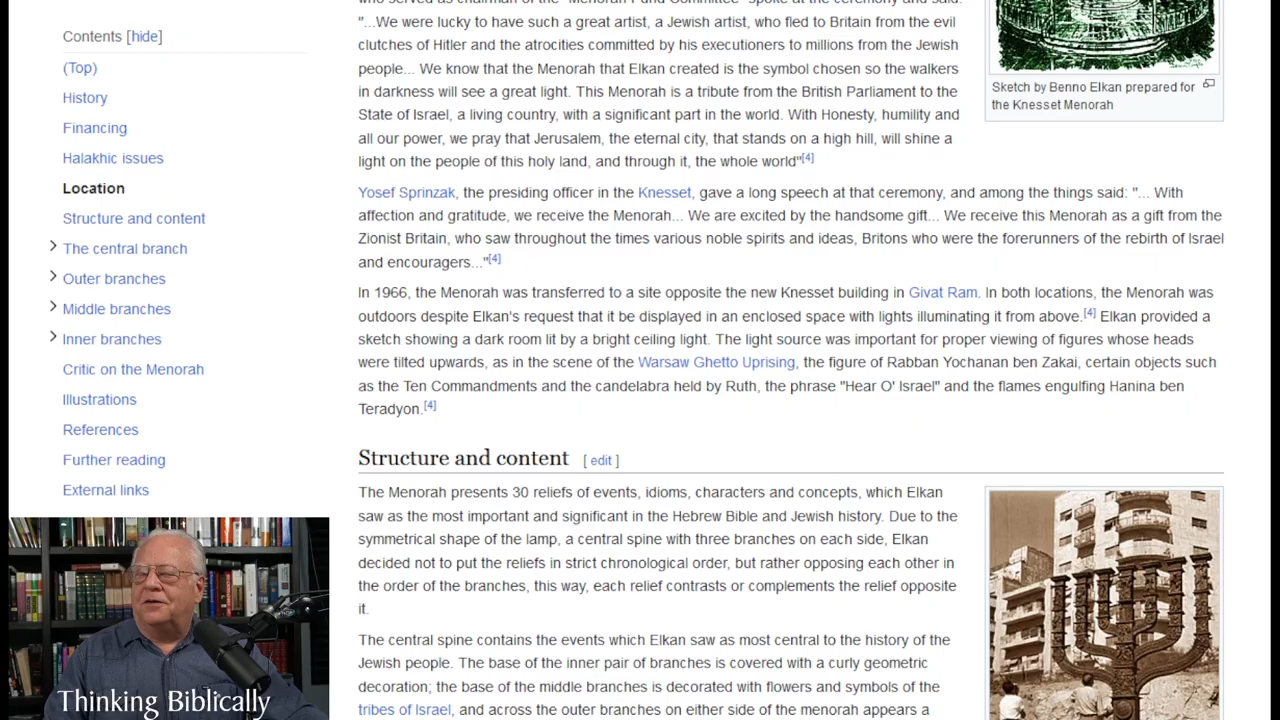 who served as chairman of the "Menorah Fund Committee" spoke at the ceremony and said:
"...We were lucky to have such a great artist, a Jewish artist, who fled to Britain from the evil
clutches of Hitler and the atrocities committed by his executioners to millions from the Jewish
people... We know that the Menorah that Elkan created is the symbol chosen so the walkers
in darkness will see a great light. This Menorah is a tribute from the British Parliament to the
State of Israel, a living country, with a significant part in the world. With Honesty, humility and
all our power, we pray that Jerusalem, the eternal city, that stands on a high hill, will shine a
light on the people of this holy land, and through it, the whole world"[4]
Sketch by Benno Elkan prepared for
the Knesset Menorah
Contents [hide]
(Top)
History
Financing
Halakhic issues
Location
Structure and content
The central branch
Outer branches
Middle branches
Inner branches
Critic on the Menorah
Illustrations
References
Further reading
External links
Yosef Sprinzak, the presiding officer in the Knesset, gave a long speech at that ceremony, and among the things said: "... With
affection and gratitude, we receive the Menorah... We are excited by the handsome gift... We receive this Menorah as a gift from the
Zionist Britain, who saw throughout the times various noble spirits and ideas, Britons who were the forerunners of the rebirth of Israel
and encouragers..."[4]
In 1966, the Menorah was transferred to a site opposite the new Knesset building in Givat Ram. In both locations, the Menorah was
outdoors despite Elkan's request that it be displayed in an enclosed space with lights illuminating it from above.[4] Elkan provided a
sketch showing a dark room lit by a bright ceiling light. The light source was important for proper viewing of figures whose heads
were tilted upwards, as in the scene of the Warsaw Ghetto Uprising, the figure of Rabban Yochanan ben Zakai, certain objects such
as the Ten Commandments and the candelabra held by Ruth, the phrase "Hear O' Israel" and the flames engulfing Hanina ben
Teradyon.[4]
Structure and content [ edit ]
The Menorah presents 30 reliefs of events, idioms, characters and concepts, which Elkan
saw as the most important and significant in the Hebrew Bible and Jewish history. Due to the
symmetrical shape of the lamp, a central spine with three branches on each side, Elkan
decided not to put the reliefs in strict chronological order, but rather opposing each other in
the order of the branches, this way, each relief contrasts or complements the relief opposite
it.
The central spine contains the events which Elkan saw as most central to the history of the
Jewish people. The base of the inner pair of branches is covered with a curly geometric
decoration; the base of the middle branches is decorated with flowers and symbols of the
tribes of Israel, and across the outer branches on either side of the menorah appears a
Thinking Biblically